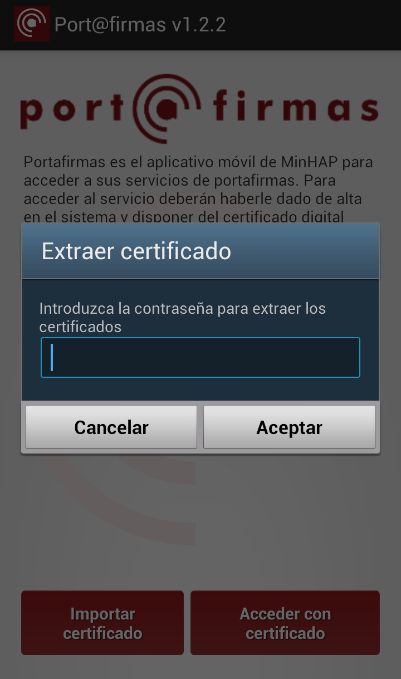 Port@firmas v1.2.2
port@firmas
Portafirmas es el aplicativo móvil de MinHAP para
acceder a sus servicios de portafirmas. Para
acceder al servicio deberán haberle dado de alta
en el sistema y disponer del certificado digital
Extraer certificado
Introduzca la contraseña para extraer los
certificados
Cancelar
Aceptar
Importar
certificado
Acceder con
certificado